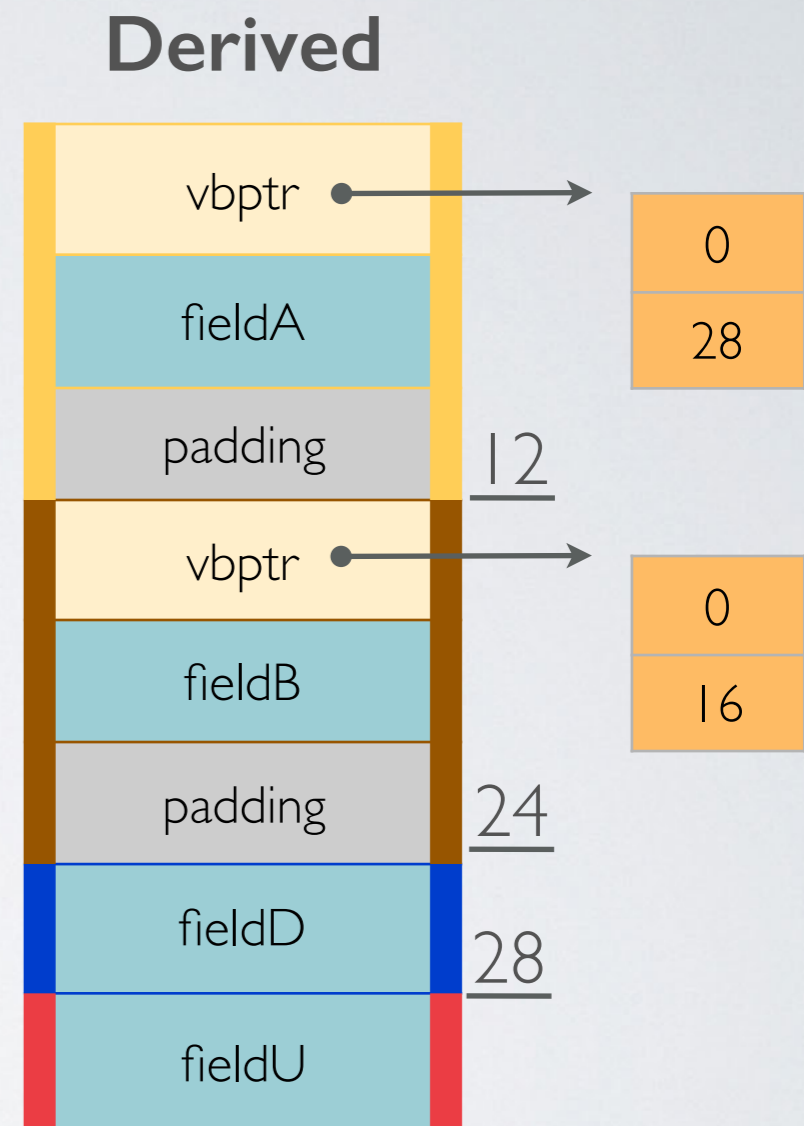 Derived
vbptr
0
fieldA
28
padding
12
vbptr
0
fieldB
16
padding
24
fieldD
28
fieldU